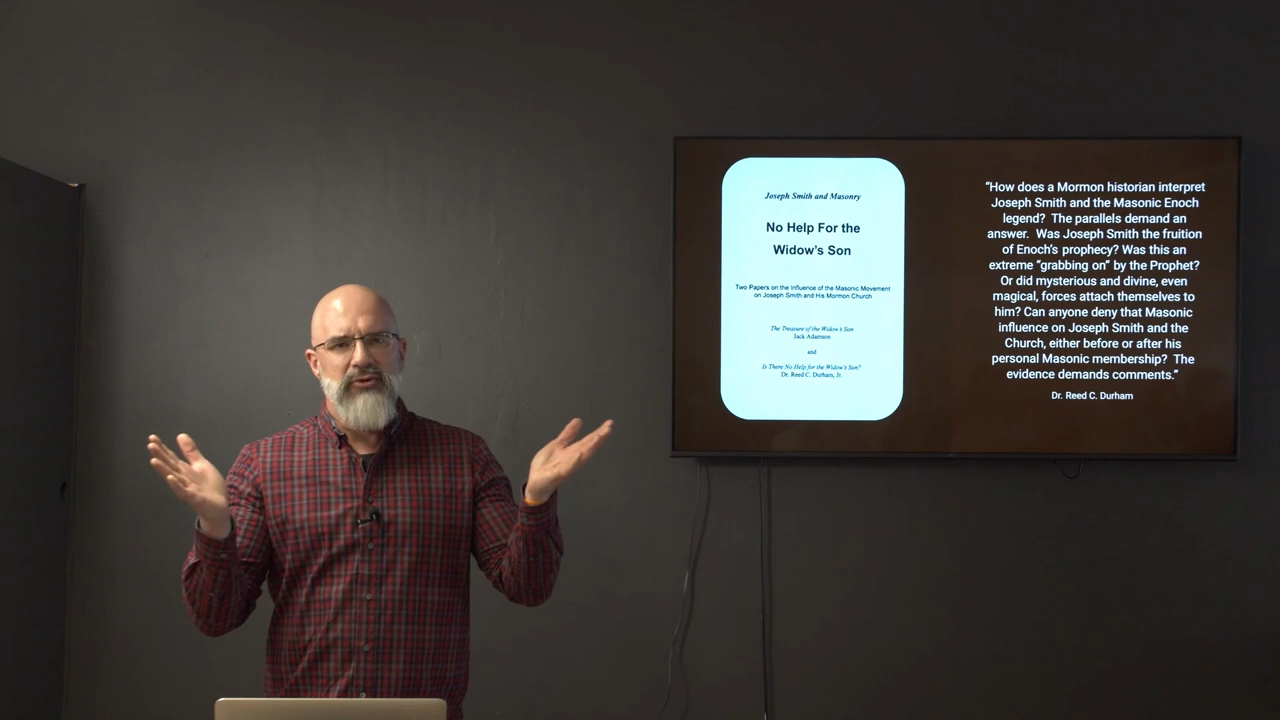 Joseph Smith and Masonry
No Help For the
Widow's Son
Two Papers on the Influence of the Masonic Movement
on Joseph Smith and His Mormon Church
The Treasure of the Widow's Son
Jack Adamson
and
Is There No Help for the Widow's Son?
Dr. Reed C. Durham, Jr.
“How does a Mormon historian interpret
Joseph Smith and the Masonic Enoch
legend?  The parallels demand an
answer.  Was Joseph Smith the fruition
of Enoch's prophecy? Was this an
extreme “grabbing on” by the Prophet?
Or did mysterious and divine, even
magical, forces attach themselves to
him? Can anyone deny that Masonic
influence on Joseph Smith and the
Church, either before or after his
personal Masonic membership?  The
evidence demands comments.”
Dr. Reed C. Durham